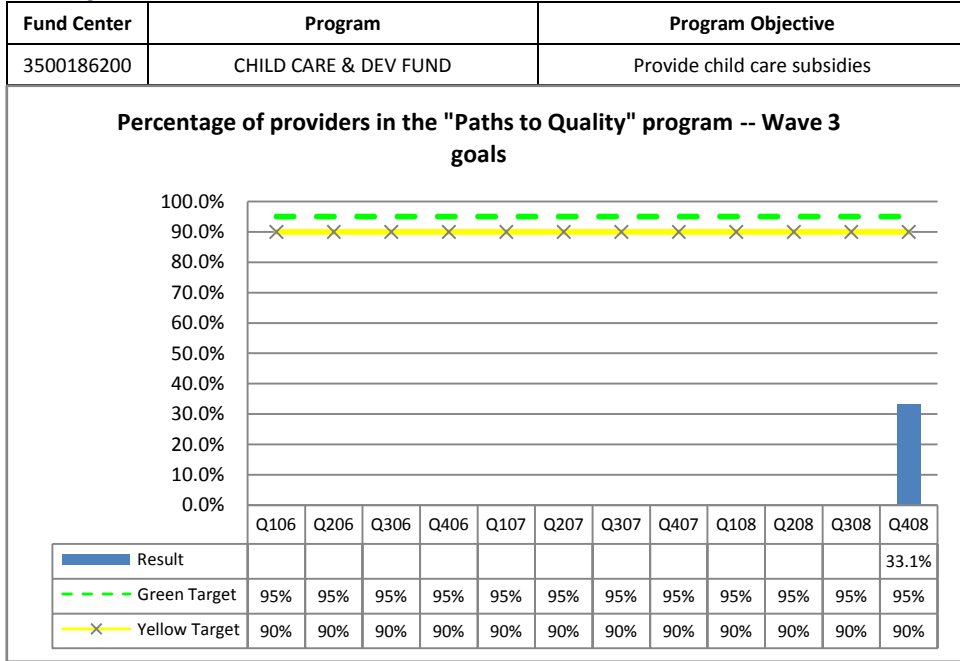 Fund Center Program Program Objective
3500186200 CHILD CARE & DEV FUND Provide child care subsidies
Percentage of providers in the "Paths to Quality" program -- Wave 3
goals
100.0%
90.0%
80.0%
70.0%
60.0%
50.0%
40.0%
30.0%
20.0%
10.0%
0.0%
Q106 Q206 Q306 Q406 Q107 Q207 Q307 Q407 Q108 Q208 Q308 Q408
Result 33.1%
Green Target 95% 95% 95% 95% 95% 95% 95% 95% 95% 95% 95% 95%
Yellow Target 90% 90% 90% 90% 90% 90% 90% 90% 90% 90% 90% 90%